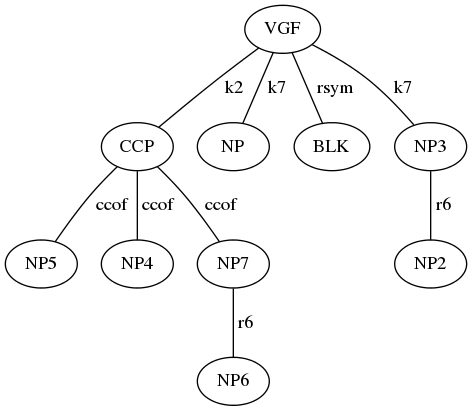 VGF
k2 k7 rsym k7
CCP NP BLK NP3
ccof ccof ccof r6
NP5 NP4 NP7 NP2
r6
NP6